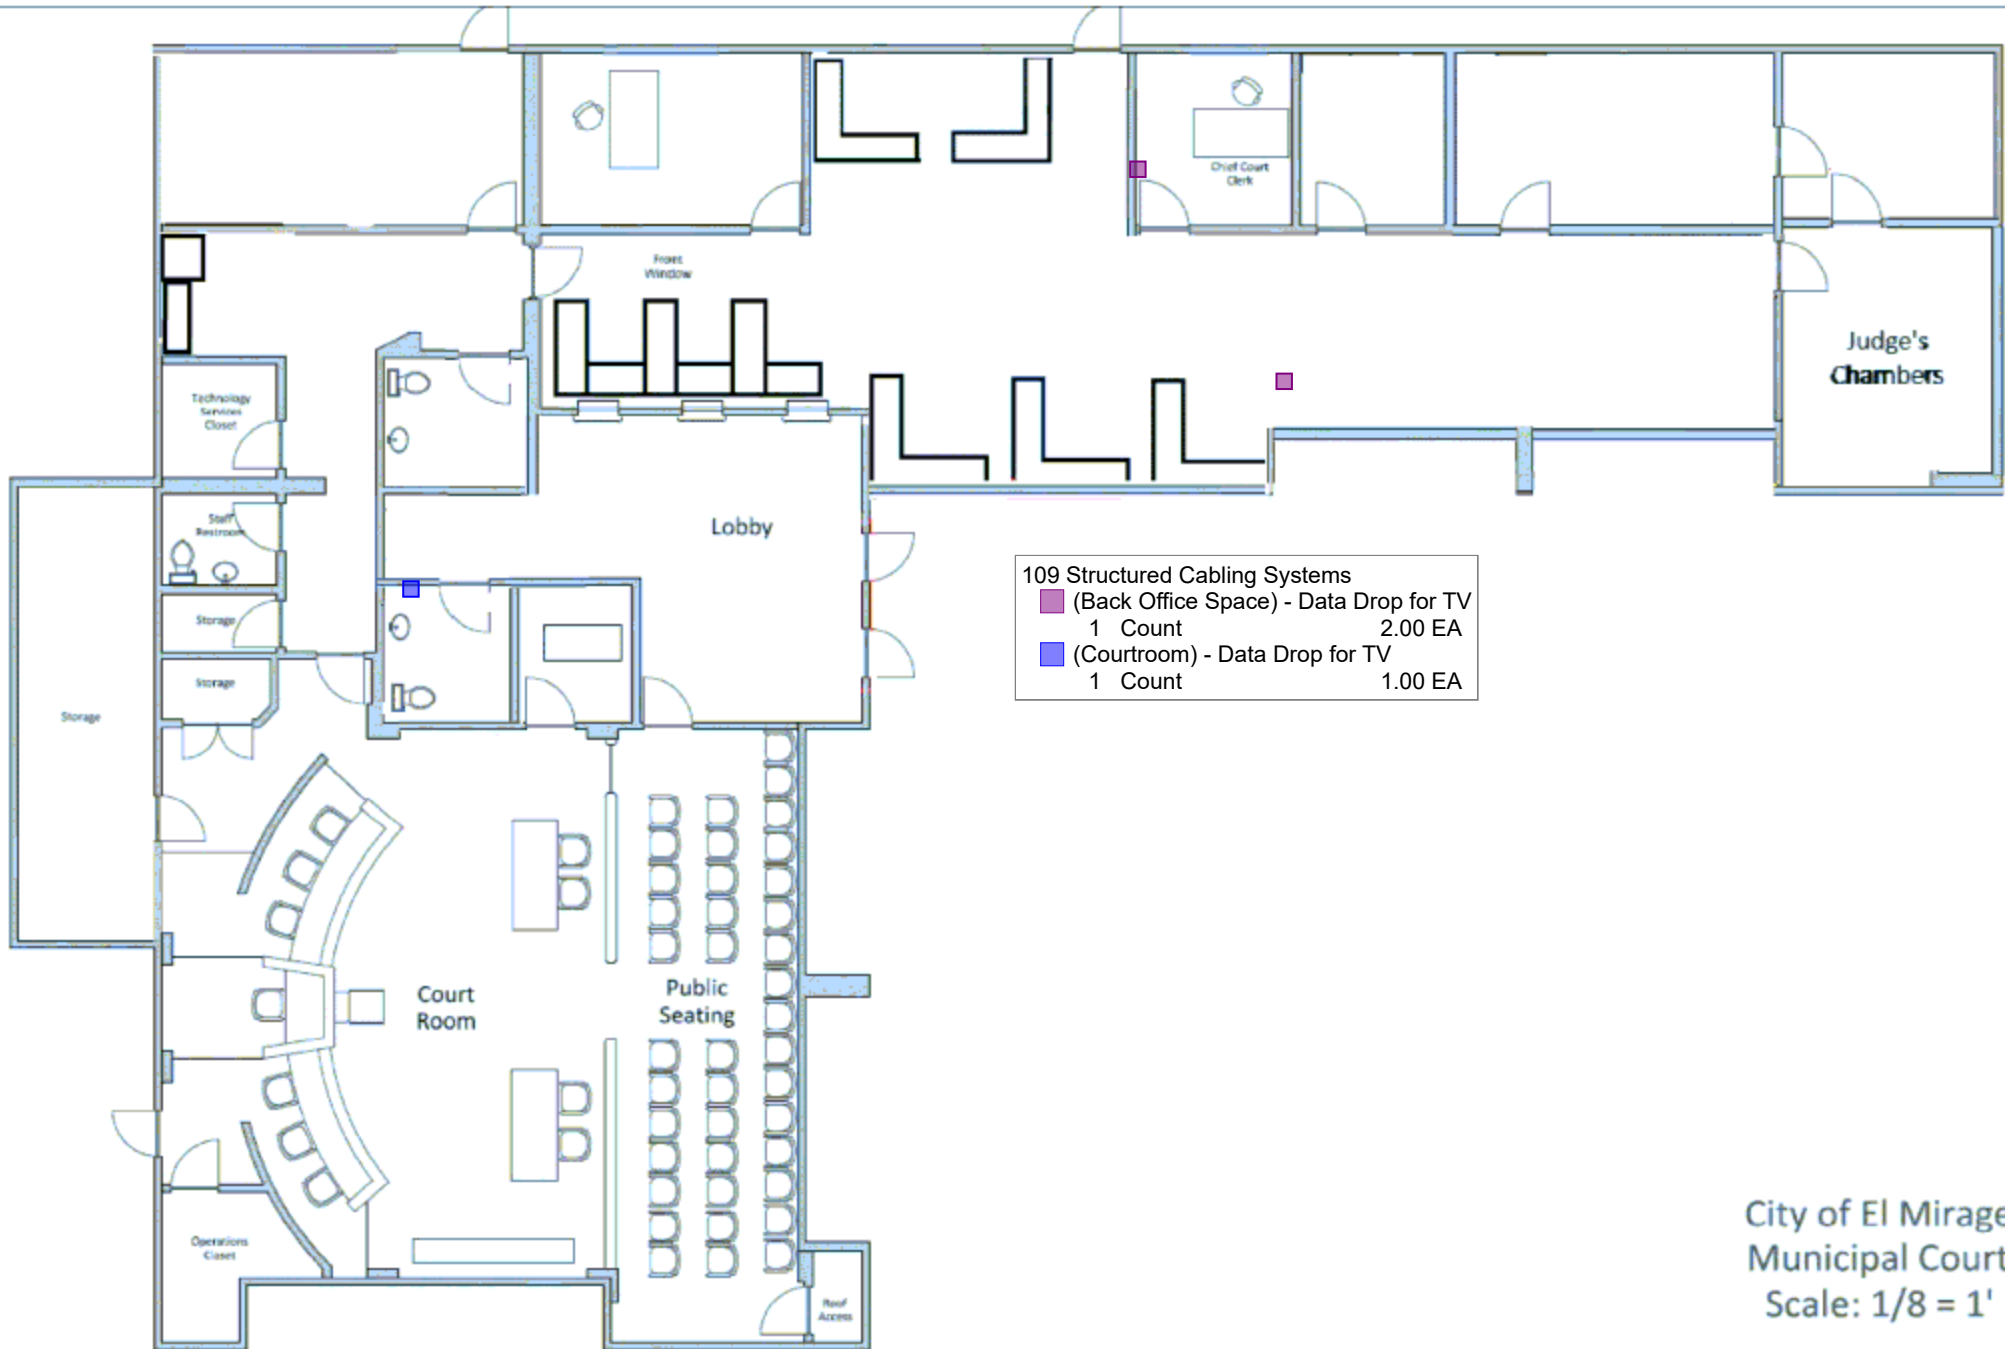 Chief Court
Clerk
Front
Window
Judge's
Chambers
Technology
Services
Closet
Staff
Restroom
Lobby
109 Structured Cabling Systems
(Back Office Space) - Data Drop for TV
1 Count 2.00 EA
(Courtroom) - Data Drop for TV
1 Count 1.00 EA
Storage
Storage
Storage
Court
Room
Public
Seating
Operations
Closet
Roof
Access
City of El Mirage
Municipal Court
Scale: 1/8 = 1'